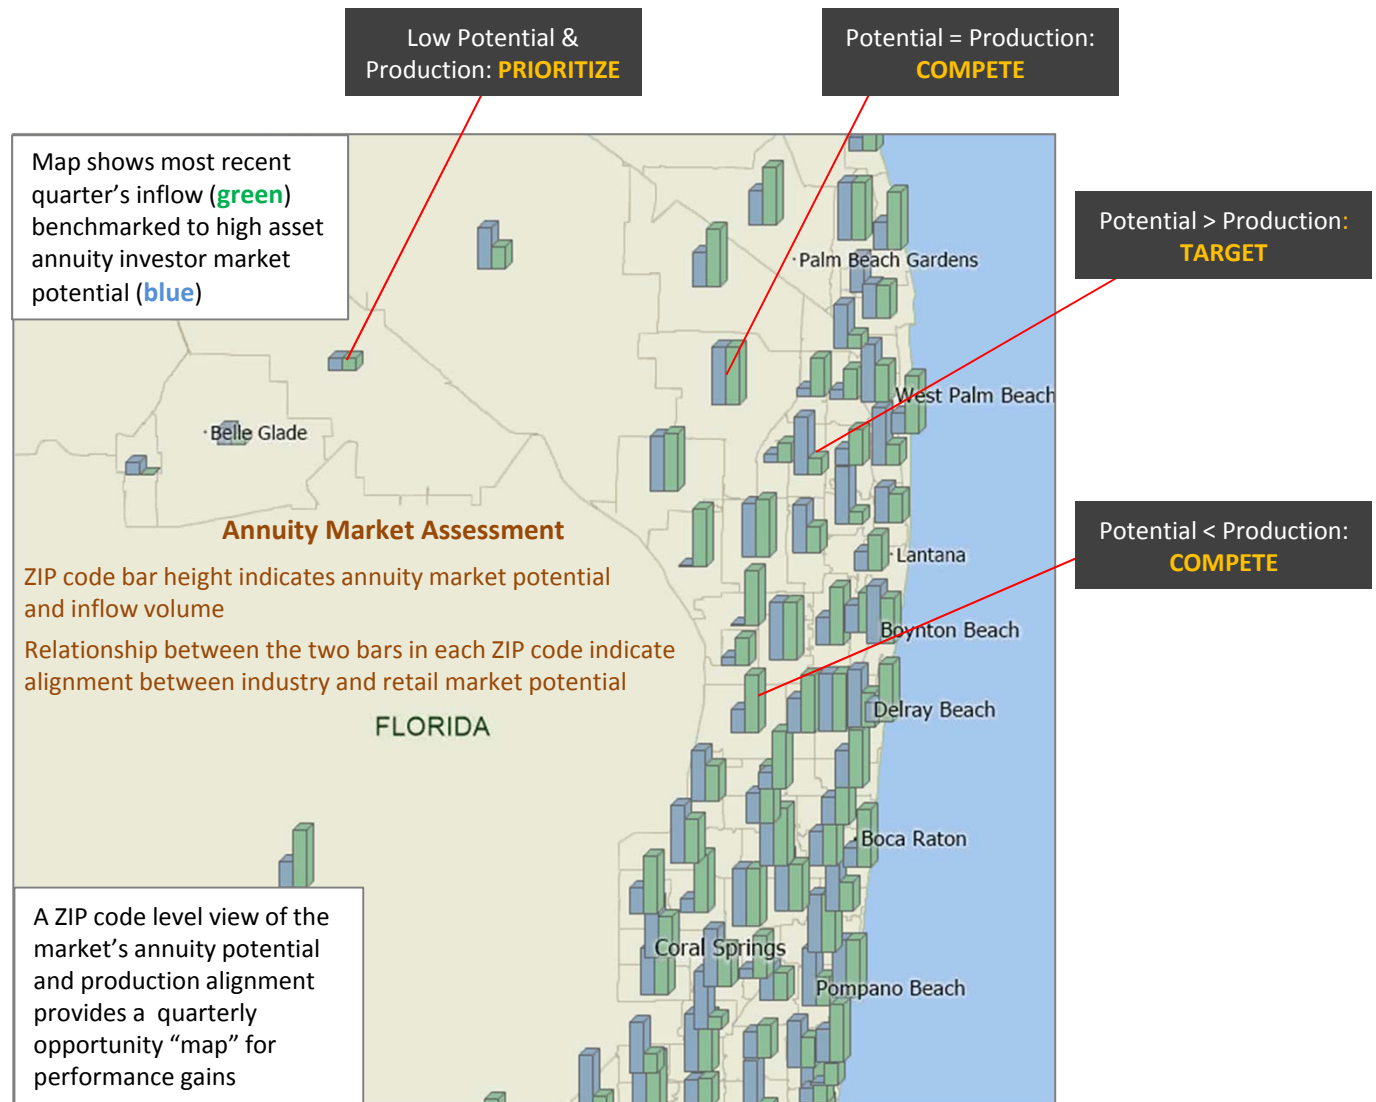 Low Potential &
Production: PRIORITIZE
Potential = Production:
COMPETE
Map shows most recent
quarter's inflow (green)
benchmarked to high asset
annuity investor market
potential (blue)
Potential > Production:
TARGET
Palm Beach Gardens
West Palm Beach
Belle Glade
Annuity Market Assessment
ZIP code bar height indicates annuity market potential
and inflow volume
Relationship between the two bars in each ZIP code indicate
alignment between industry and retail market potential
Potential < Production:
COMPETE
Lantana
Boynton Beach
Delray Beach
FLORIDA
Boca Raton
A ZIP code level view of the
market's annuity potential
and production alignment
provides a  quarterly
opportunity “map” for
performance gains
Coral Springs
Pompano Beach